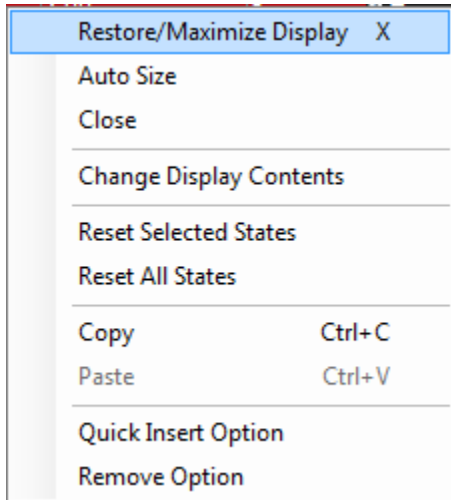 Restore/Maximize Display X
Auto Size
Close
Change Display Contents
Reset Selected States
Reset All States
Copy Ctrl+C
Paste Ctrl+V
Quick Insert Option
Remove Option